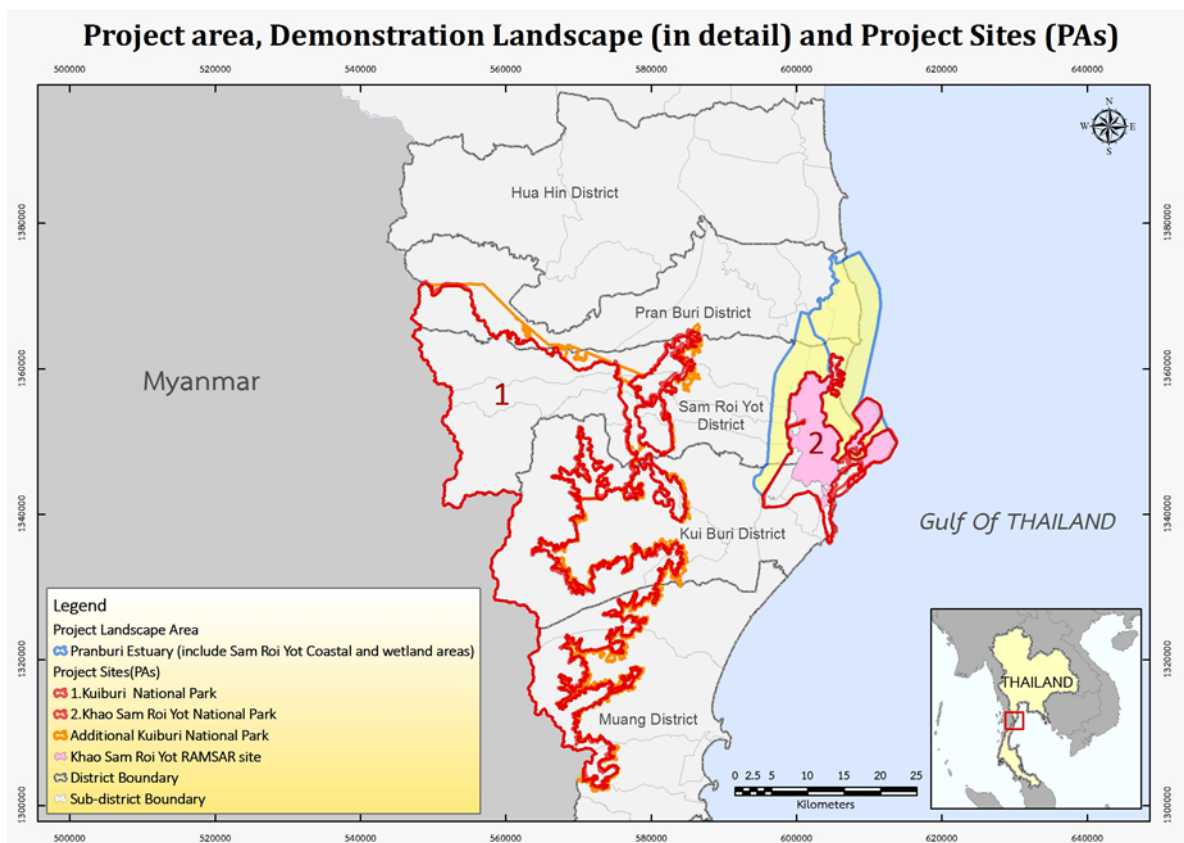 Project area, Demonstration Landscape (in detail) and Project Sites (PAs)
500000 520000 540000 560000 580000 600000 620000 640000
N
W E
S
1380000 1380000
Hua Hin District
Pran Buri District
1360000 1360000
Myanmar
1
Sam Roi Yot
District
2
1340000 1340000
Gulf Of THAILAND
Kui Buri District
Legend
Project Landscape Area
Pranburi Estuary (include Sam Roi Yot Coastal and wetland areas)
Project Sites(PAs)
1.Kuiburi National Park
2.Khao Sam Roi Yot National Park
Additional Kuiburi National Park
Khao Sam Roi Yot RAMSAR site
District Boundary
Sub-district Boundary
1320000 1320000
THAILAND
Muang District
0 2.5 5 10 15 20 25
Kilometers
1300000 1300000
500000 520000 540000 560000 580000 600000 620000 640000